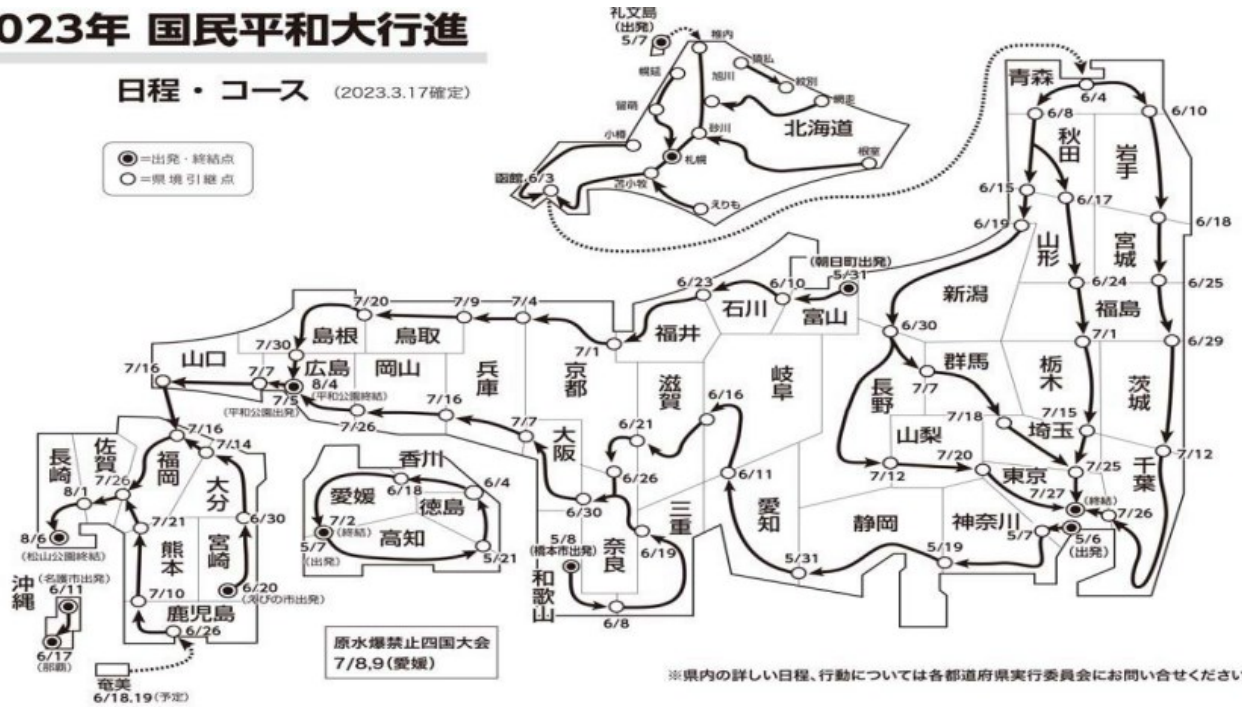 023年 国民平和大行進
日程・コース (2023.3.17確定)
=出発・終結点
=県境引継点
礼文島
(出発)
5/7
稚内
猿払
幌延
旭川
紋別
留萌
網走
北海道
小樽
砂川
札幌
根室
函館 6/3
苫小牧
えりも
青森
6/4
6/8
6/10
秋田
岩手
6/15
6/17
6/18
6/19
山形
宮城
6/24
6/25
新潟
福島
6/30
7/1
6/29
群馬
栃木
茨城
7/7
長野
7/18
7/15
埼玉
7/12
山梨
7/20
東京
7/25
千葉
7/12
7/27
(終結)
7/26
神奈川
5/7
5/6
(出発)
5/19
静岡
5/31
愛知
6/11
岐阜
6/16
(朝日町出発)
5/31
富山
6/10
石川
6/23
福井
7/1
滋賀
6/21
6/26
三重
6/19
奈良
6/8
和歌山
5/8
(橋本市出発)
6/30
大阪
7/7
京都
7/4
兵庫
7/9
鳥取
7/20
島根
7/30
岡山
7/16
7/26
広島
8/4
(平和公園終結)
7/5
(平和公園出発)
7/7
山口
7/16
7/16
7/14
福岡
大分
佐賀
7/26
長崎
8/1
8/6
(松山公園終結)
7/21
熊本
6/30
宮崎
6/20
(えびの市出発)
7/10
鹿児島
6/26
沖縄
(名護市出発)
6/11
6/17
(那覇)
奄美
6/18.19(予定)
香川
6/18
6/4
愛媛
徳島
7/2
(終結)
高知
5/7
(出発)
5/21
原水爆禁止四国大会
7/8,9(愛媛)
※県内の詳しい日程、行動については各都道府県実行委員会にお問い合せくださ